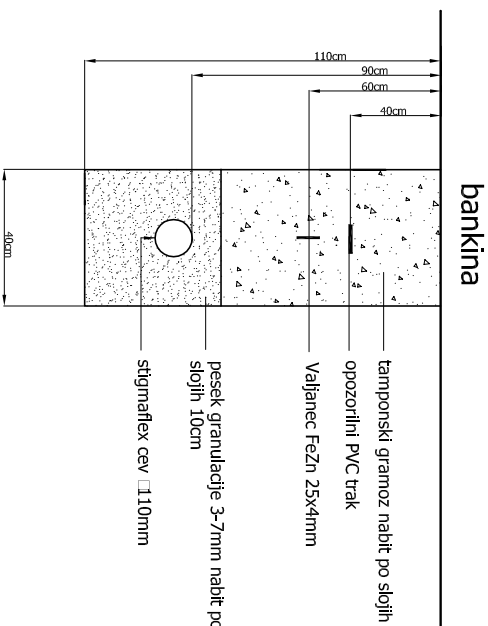 bankina
110cm
90cm
60cm
40cm
40cm
tamponski gramoz nabit po slojih
opozorilni PVC trak
Valjanec FeZn 25x4mm
pesek granulacije 3-7mm nabit po
slojih 10cm
stigmaflex cev □110mm